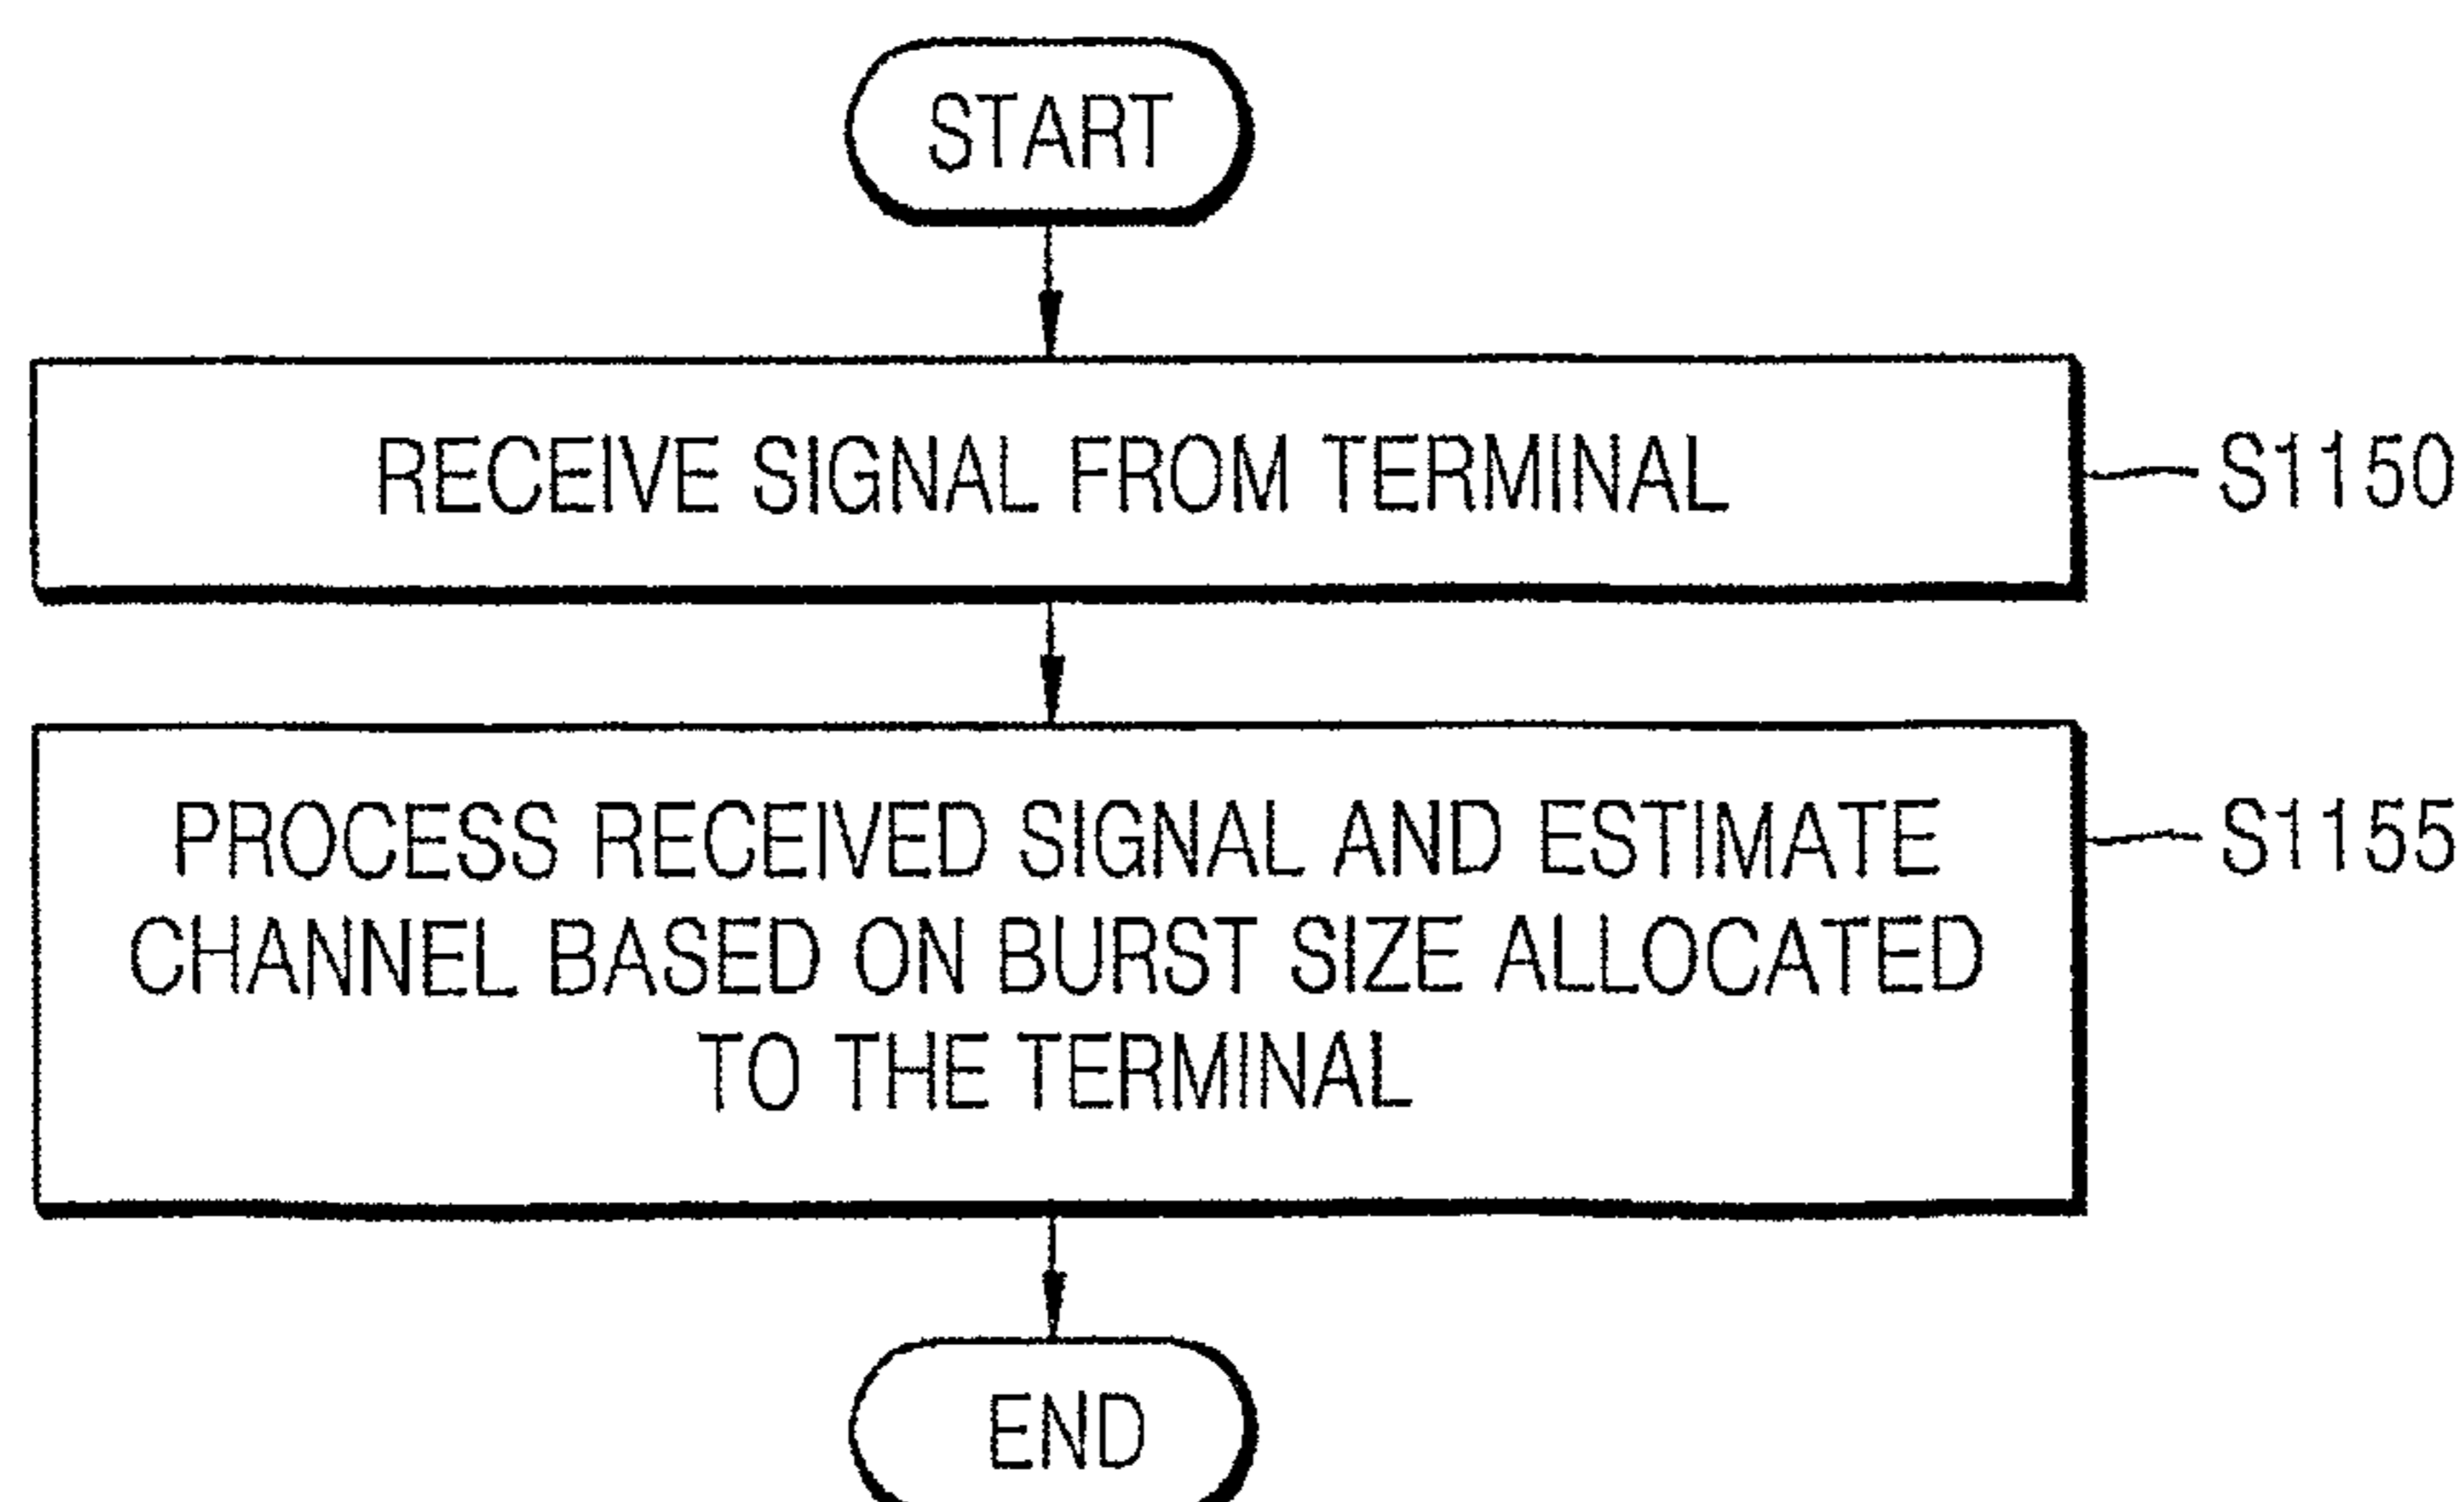 START
RECEIVE SIGNAL FROM TERMINAL
S1150
PROCESS RECEIVED SIGNAL AND ESTIMATE
CHANNEL BASED ON BURST SIZE ALLOCATED
TO THE TERMINAL
S1155
END